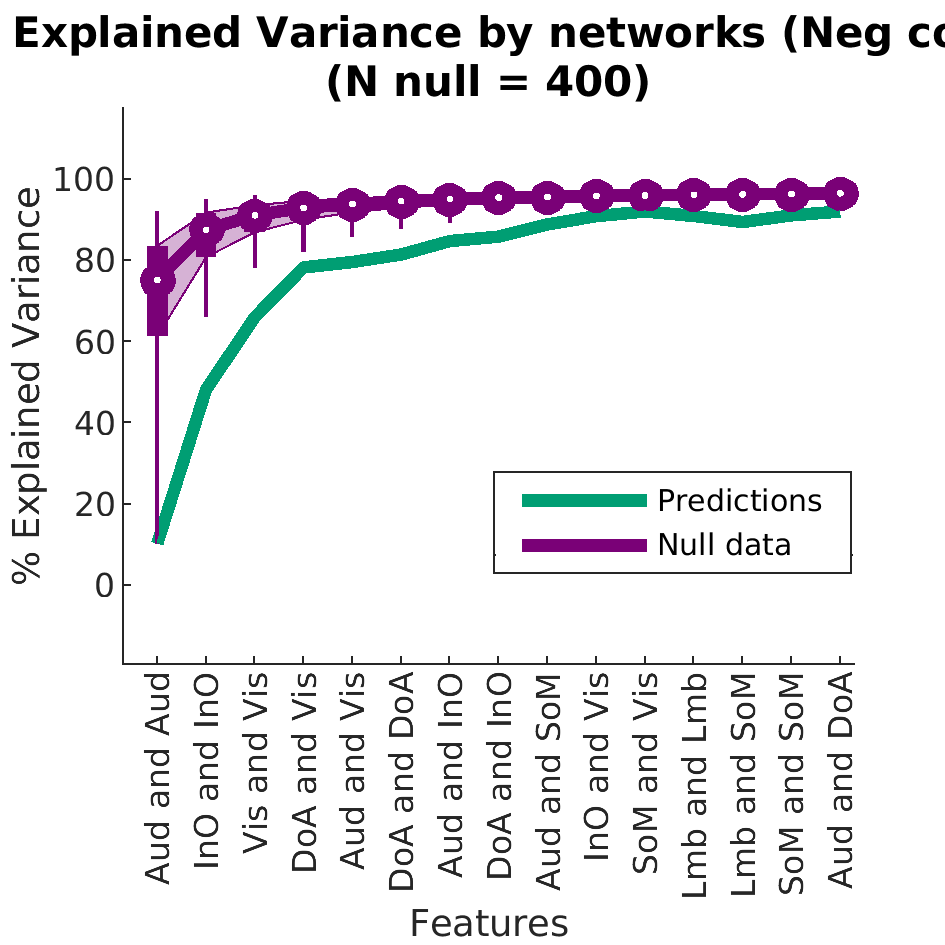 Explained Variance by networks (Neg co
(N null = 400)
% Explained Variance
100
80
60
40
20
0
Predictions
Null data
Aud and Aud
InO and InO
Vis and Vis
DoA and Vis
Aud and Vis
DoA and DoA
Aud and InO
DoA and InO
Aud and SoM
InO and Vis
SoM and Vis
Lmb and Lmb
Lmb and SoM
SoM and SoM
Aud and DoA
Features